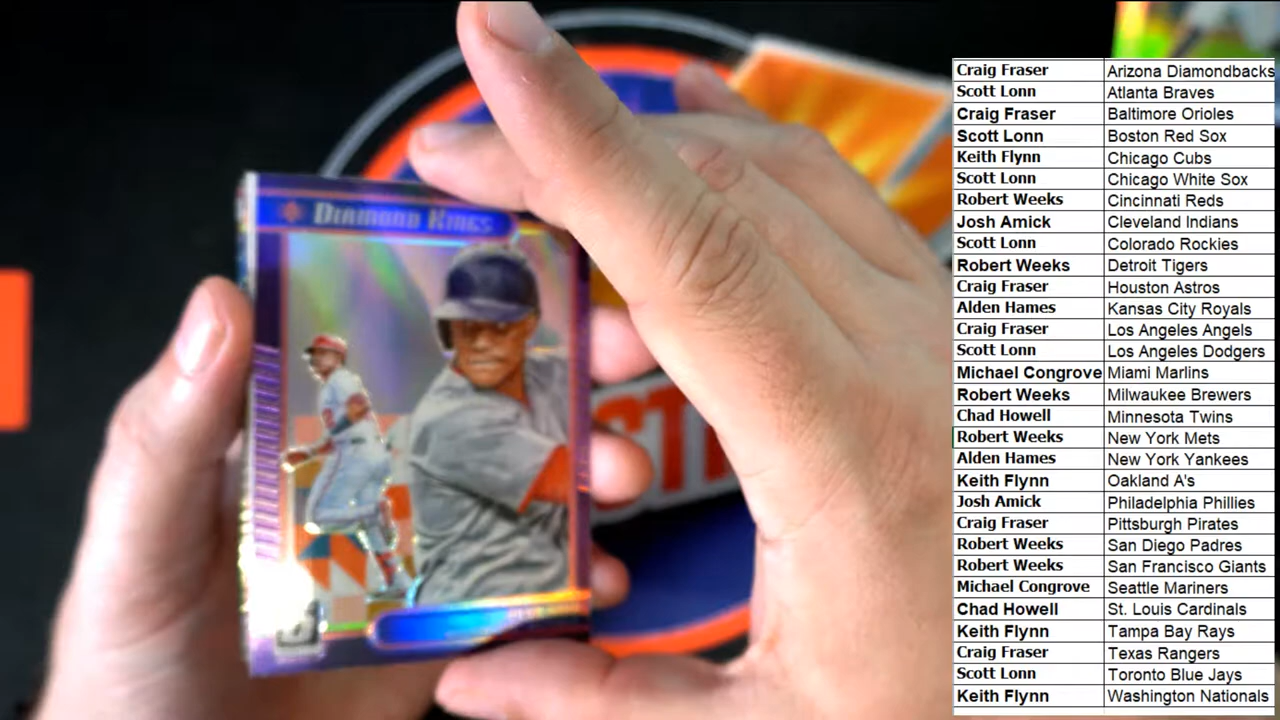 DIAMOND KINGS
Craig Fraser Arizona Diamondbacks
Scott Lonn Atlanta Braves
Craig Fraser Baltimore Orioles
Scott Lonn Boston Red Sox
Keith Flynn Chicago Cubs
Scott Lonn Chicago White Sox
Robert Weeks Cincinnati Reds
Josh Amick Cleveland Indians
Scott Lonn Colorado Rockies
Robert Weeks Detroit Tigers
Craig Fraser Houston Astros
Alden Hames Kansas City Royals
Craig Fraser Los Angeles Angels
Scott Lonn Los Angeles Dodgers
Michael Congrove Miami Marlins
Robert Weeks Milwaukee Brewers
Chad Howell Minnesota Twins
Robert Weeks New York Mets
Alden Hames New York Yankees
Keith Flynn Oakland A's
Josh Amick Philadelphia Phillies
Craig Fraser Pittsburgh Pirates
Robert Weeks San Diego Padres
Robert Weeks San Francisco Giants
Michael Congrove Seattle Mariners
Chad Howell St. Louis Cardinals
Keith Flynn Tampa Bay Rays
Craig Fraser Texas Rangers
Scott Lonn Toronto Blue Jays
Keith Flynn Washington Nationals